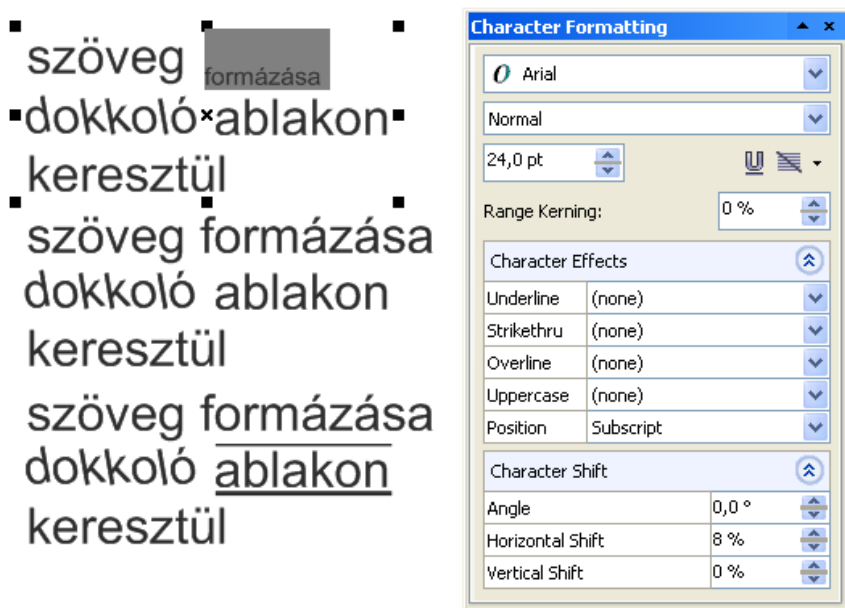 szöveg formázása
dokkoló ablakon
keresztül
szöveg formázása
dokkoló ablakon
keresztül
szöveg formázása
dokkoló ablakon
keresztül
Character Formatting
O Arial
Normal
24,0 pt U
Range Kerning: 0 %
Character Effects
Underline (none)
Strikethru (none)
Overline (none)
Uppercase (none)
Position Subscript
Character Shift
Angle 0,0 °
Horizontal Shift 8 %
Vertical Shift 0 %